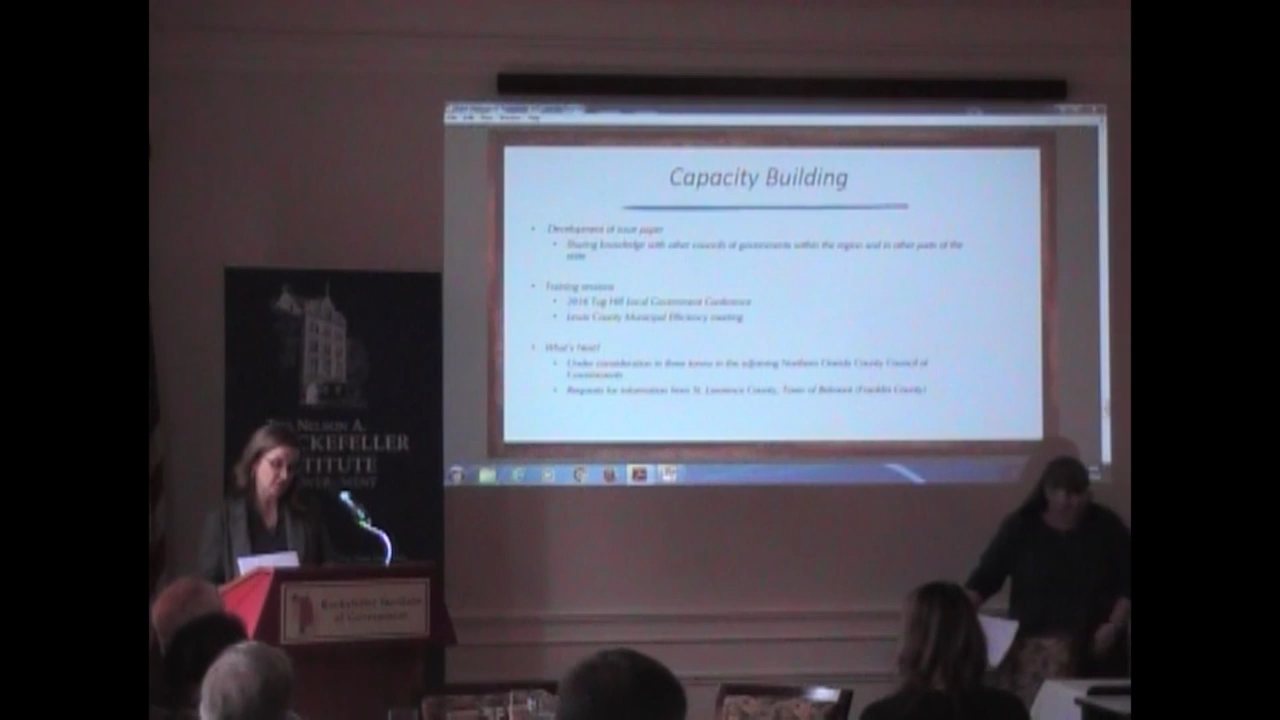 Capacity Building
• Development of issue paper
• Sharing knowledge with other councils of governments within the region and in other parts of the
state
• Training sessions
• 2016 Tug Hill Local Government Conference
• Lewis County Municipal Efficiency meeting
• What's Next?
• Under consideration in three towns in the adjoining Northern Oneida County Council of
Governments
• Requests for information from St. Lawrence County, Town of Belmont (Franklin County)
NELSON A.
CKEFELLER
TITUTE
Rockefeller Institute
of Government